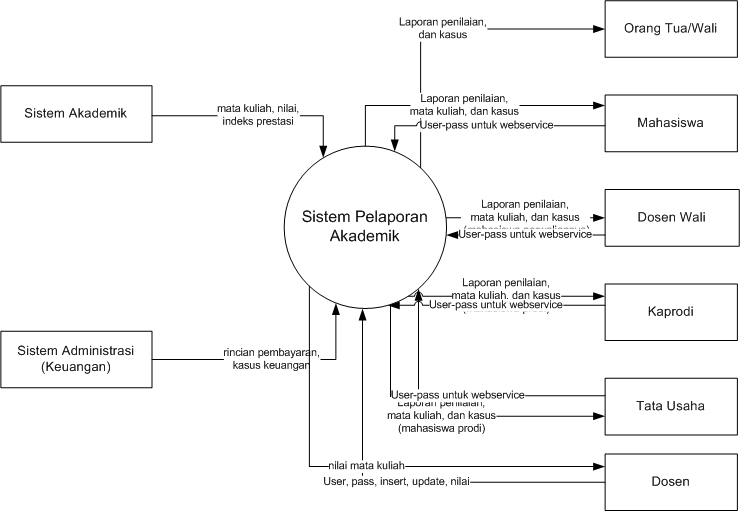 Laporan penilaian,
dan kasus
Orang Tua/Wali
Sistem Akademik
mata kuliah, nilai,
indeks prestasi
Laporan penilaian,
mata kuliah, dan kasus
User-pass untuk webservice
Mahasiswa
Sistem Pelaporan
Akademik
Laporan penilaian,
mata kuliah, dan kasus
User-pass untuk webservice
Dosen Wali
Laporan penilaian,
mata kuliah, dan kasus
User-pass untuk webservice
Kaprodi
Sistem Administrasi
(Keuangan)
rincian pembayaran,
kasus keuangan
User-pass untuk webservice
Laporan penilaian,
mata kuliah, dan kasus
(mahasiswa prodi)
Tata Usaha
nilai mata kuliah
User, pass, insert, update, nilai
Dosen